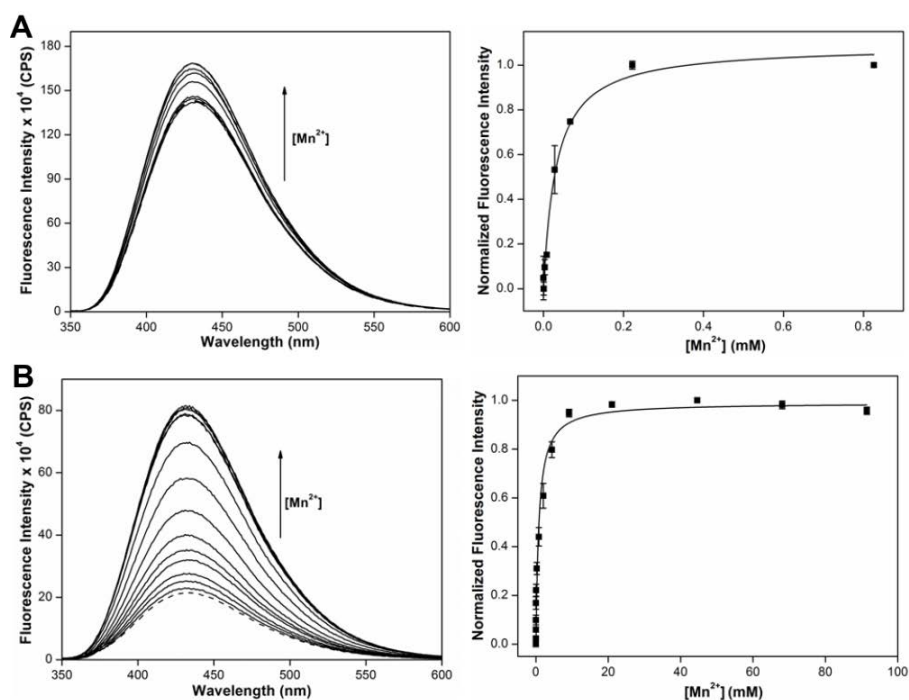 A
Fluorescence Intensity x 10⁴ (CPS)
180
150
120
90
60
30
0
[Mn²⁺]
350 400 450 500 550 600
Wavelength (nm)
Normalized Fluorescence Intensity
1.0
0.8
0.6
0.4
0.2
0.0
0.0 0.2 0.4 0.6 0.8
[Mn²⁺] (mM)
B
Fluorescence Intensity x 10⁴ (CPS)
80
60
40
20
0
[Mn²⁺]
350 400 450 500 550 600
Wavelength (nm)
Normalized Fluorescence Intensity
1.0
0.8
0.6
0.4
0.2
0.0
0 20 40 60 80 100
[Mn²⁺] (mM)